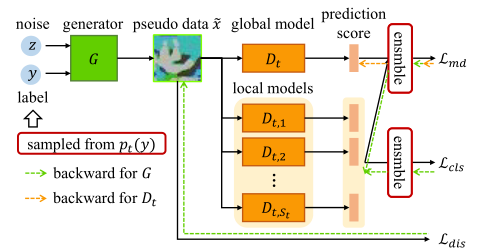 noise
generator
pseudo data x̃
global model
prediction
score
z
y
G
D_t
ensmble
ℒ_md
label
local models
D_{t,1}
D_{t,2}
⋮
D_{t,S_t}
sampled from p_t(y)
backward for G
backward for D_t
ensmble
ℒ_cls
ℒ_dis